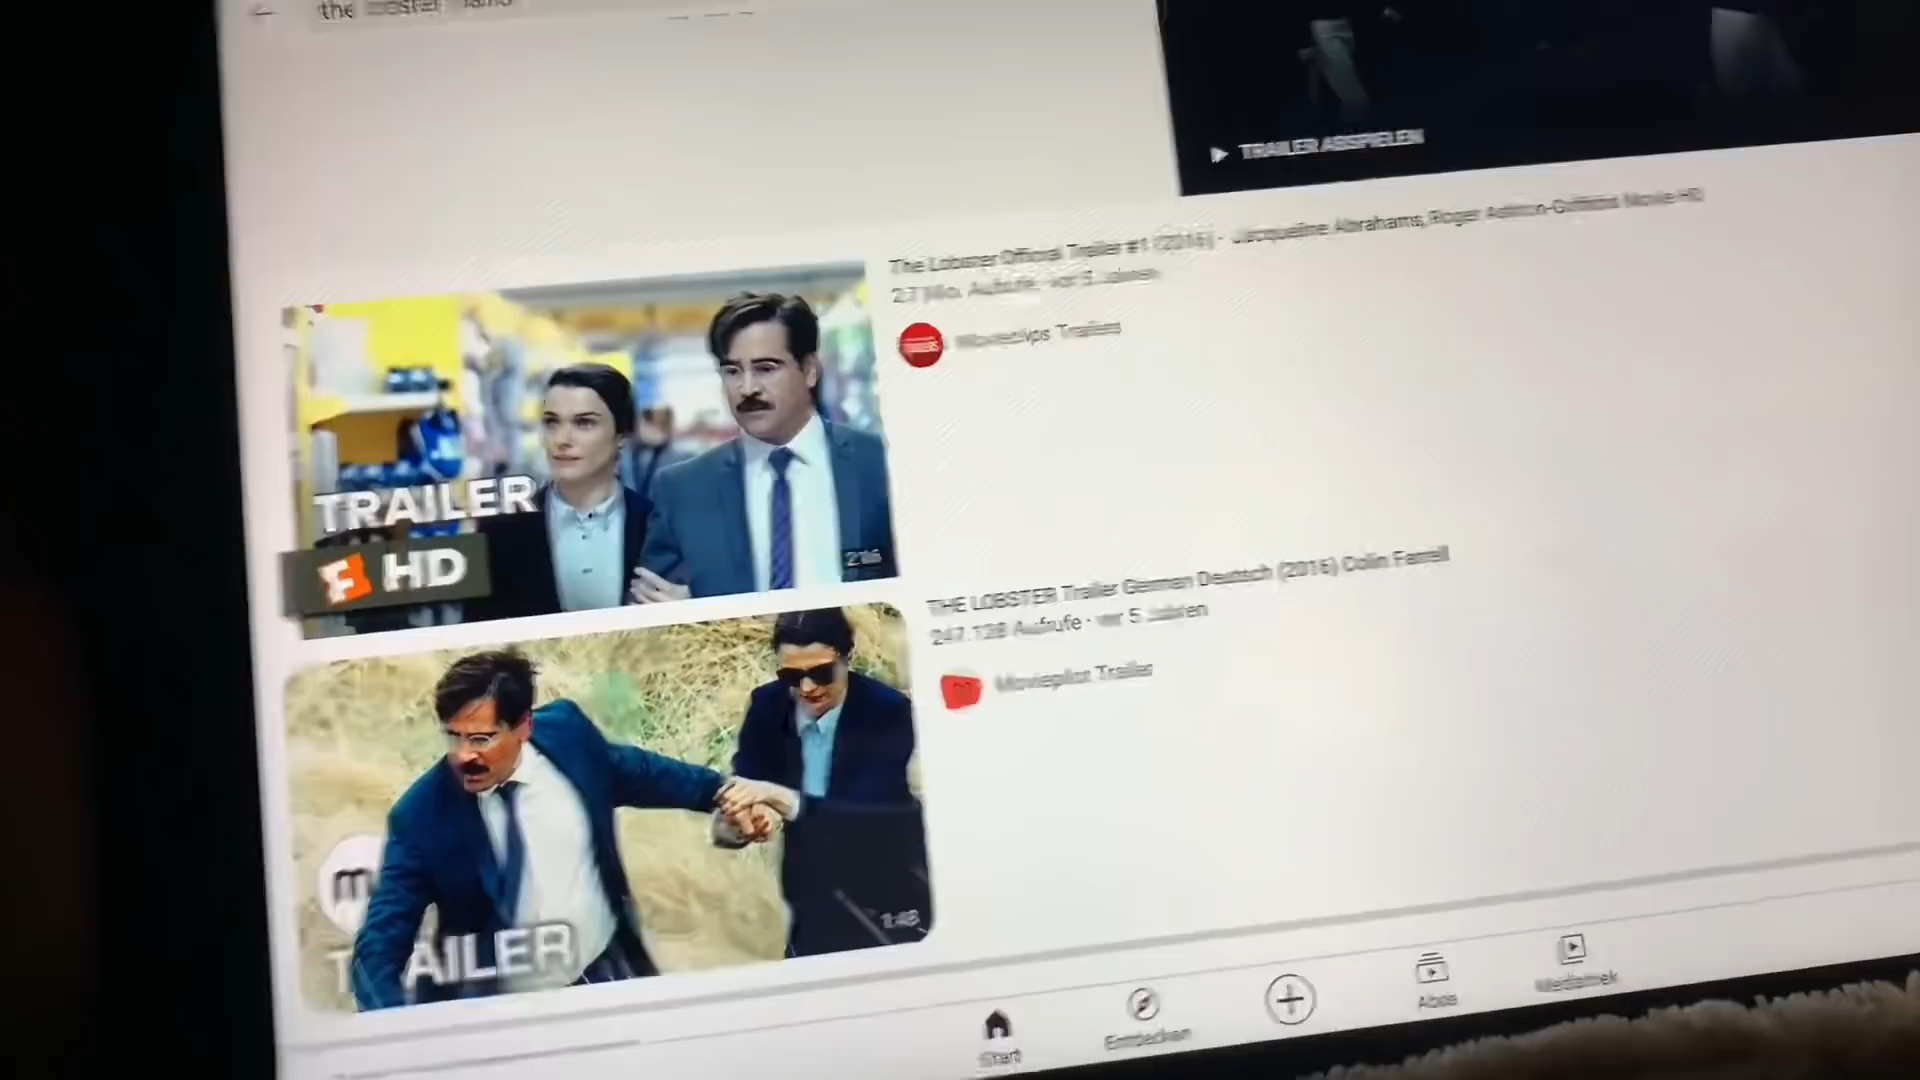 the lobster
TRAILER ABSPIELEN
The Lobster Official Trailer #1 (2016) - Jacqueline Abrahams, Roger Ashton-Griffiths Movie HD
2.7 Mio. Aufrufe · vor 5 Jahren
Movieclips Trailers
TRAILER
HD
2:16
THE LOBSTER Trailer German Deutsch (2016) Colin Farrell
247.128 Aufrufe · vor 5 Jahren
Moviepilot Trailer
m
TRAILER
1:48
Start
Entdecken
Abos
Mediathek